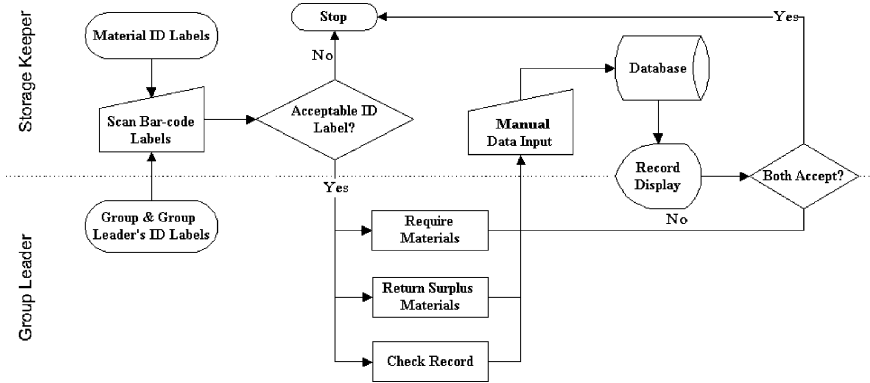 Storage Keeper
Material ID Labels
Stop
Yes
No
Scan Bar-code
Labels
Acceptable ID
Label?
Manual
Data Input
Database
Record
Display
Both Accept?
Yes
No
Group Leader
Group & Group
Leader's ID Labels
Require
Materials
Return Surplus
Materials
Check Record